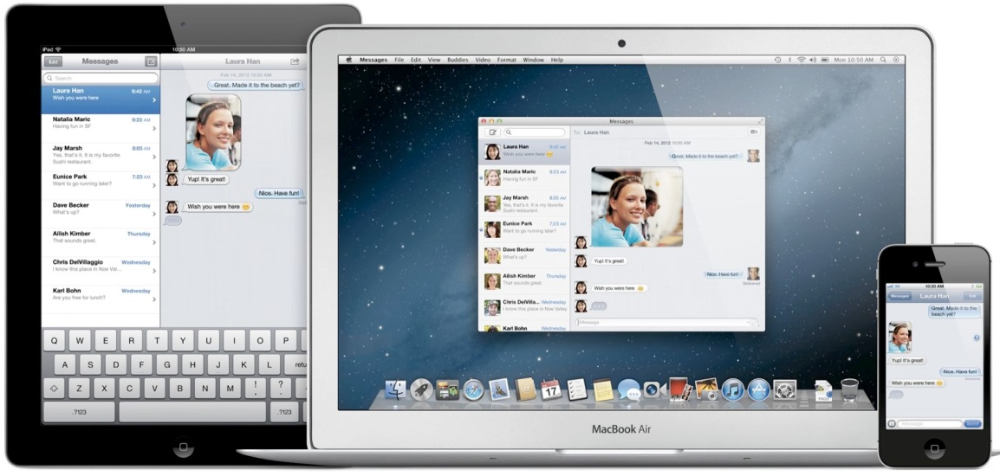 iPad
10:50 AM
Edit
Messages
Laura Han
Search
Feb 14, 2012 10:50 AM
Great. Made it to the beach yet?
Laura Han
9:42 AM
Wish you were here
Natalia Maric
9:23 AM
Having fun in SF
Jay Marsh
8:05 AM
Yes, that's it. It is my favorite
Sushi restaurant.
Eunice Park
7:23 AM
Want to go running later?
Dave Becker
Yesterday
What's up?
Ailish Kimber
Thursday
That sounds great.
Chris DelVillaggio
Wednesday
I know this place in Noe Val...
Karl Bohn
Wednesday
Are you free for lunch?
Yup! It's great!
Nice. Have fun!
Wish you were here
Q W E R T Y U I O P
A S D F G H J K L
Z X C V B N M ! , ? .
.?123
.?123
Messages File Edit View Buddies Video Format Window Help
Mon 10:50 AM
Messages
To: Laura Han
Feb 14, 2012 10:50 AM
Laura Han
9:42 AM
Wish you were here
Natalia Maric
9:23 AM
Having fun in SF
Jay Marsh
8:05 AM
Yes, that's it. It is my favorite
Sushi restaurant.
Eunice Park
7:23 AM
Want to go running later?
Dave Becker
Yesterday
What's up?
Ailish Kimber
Thursday
That sounds great.
Chris DelVilla...
Wednesday
I know this place in Noe Valley
Karl Bohn
Wednesday
Great. Made it to the beach yet?
Yup! It's great!
Nice. Have fun!
Delivered
Wish you were here
iMessage
17
MacBook Air
10:50 AM
Messages
Laura Han
Edit
Great. Made it to the
beach yet?
Yup! It's great!
Nice. Have fun!
Delivered
Wish you were here
iMessage
Send